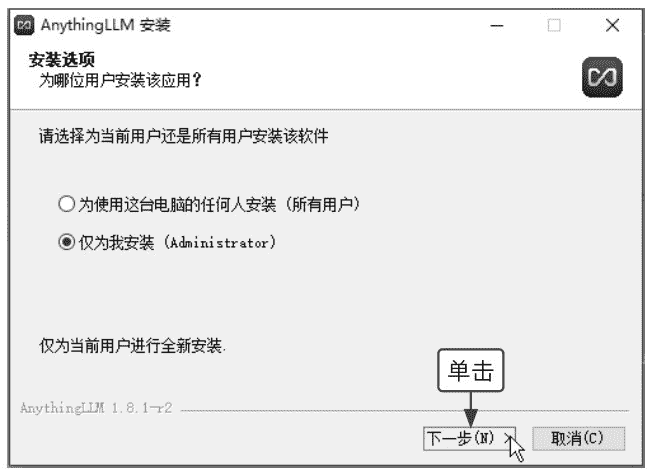 AnythingLLM 安装
安装选项
为哪位用户安装该应用？
请选择为当前用户还是所有用户安装该软件
为使用这台电脑的任何人安装（所有用户）
仅为我安装（Administrator）
仅为当前用户进行全新安装.
单击
AnythingLLM 1.8.1-r2
下一步(N) >
取消(C)